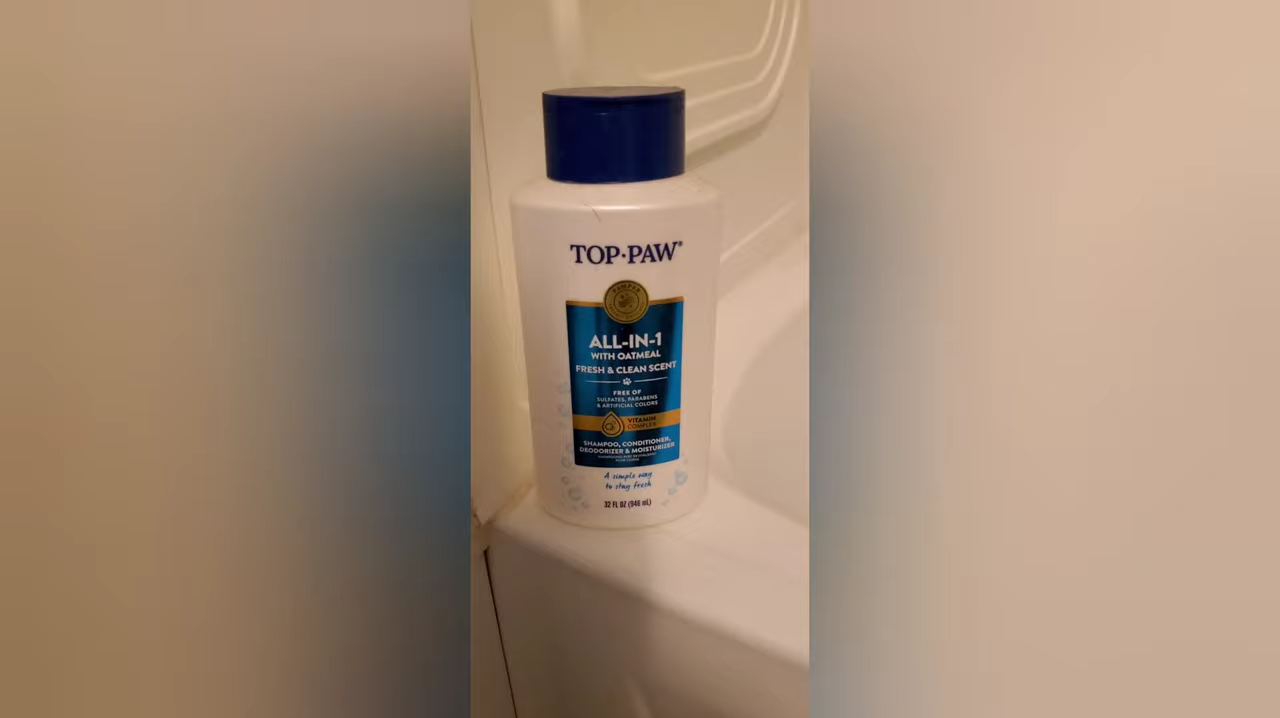 TOP·PAW®
PAMPER
ALL-IN-1
WITH OATMEAL
FRESH & CLEAN SCENT
FREE OF
SULFATES, PARABENS
& ARTIFICIAL COLORS
VITAMIN
COMPLEX
SHAMPOO, CONDITIONER,
DEODORIZER & MOISTURIZER
A simple way
to stay fresh
32 FL OZ (946 mL)